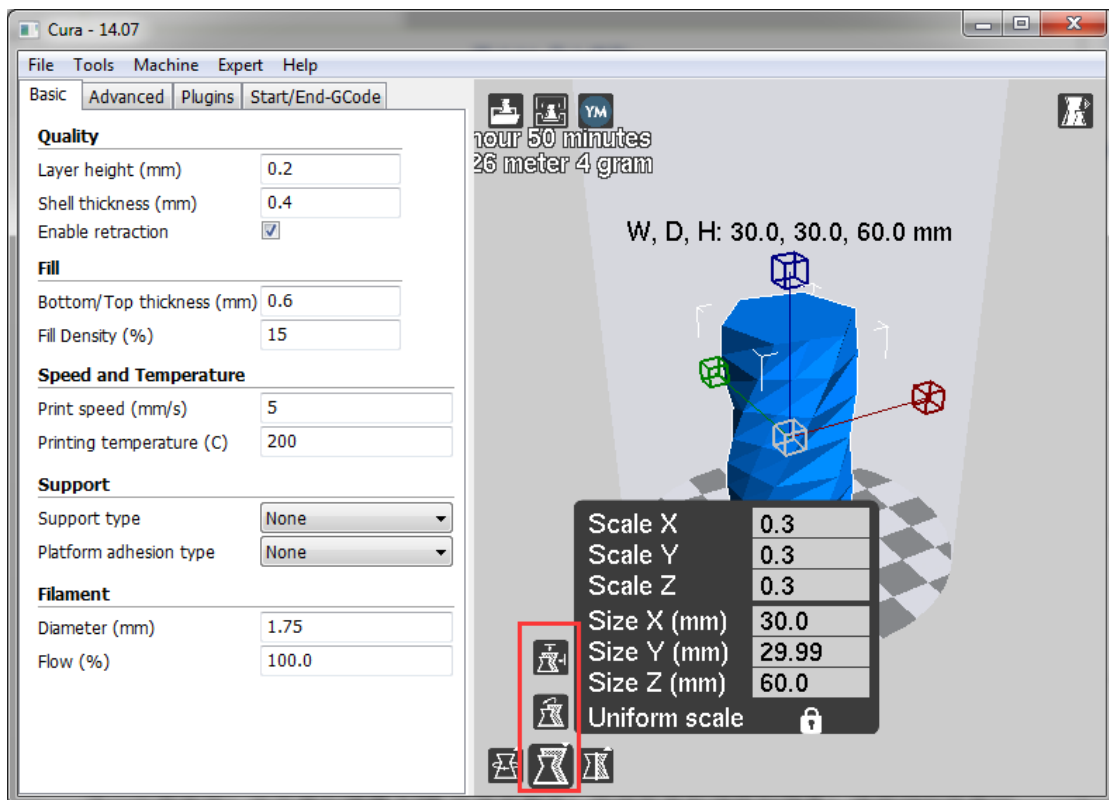 Cura - 14.07
File Tools Machine Expert Help
Basic Advanced Plugins Start/End-GCode
Quality
Layer height (mm) 0.2
Shell thickness (mm) 0.4
Enable retraction
Fill
Bottom/Top thickness (mm) 0.6
Fill Density (%) 15
Speed and Temperature
Print speed (mm/s) 5
Printing temperature (C) 200
Support
Support type None
Platform adhesion type None
Filament
Diameter (mm) 1.75
Flow (%) 100.0
YM
hour 50 minutes
26 meter 4 gram
W, D, H: 30.0, 30.0, 60.0 mm
Scale X 0.3
Scale Y 0.3
Scale Z 0.3
Size X (mm) 30.0
Size Y (mm) 29.99
Size Z (mm) 60.0
Uniform scale